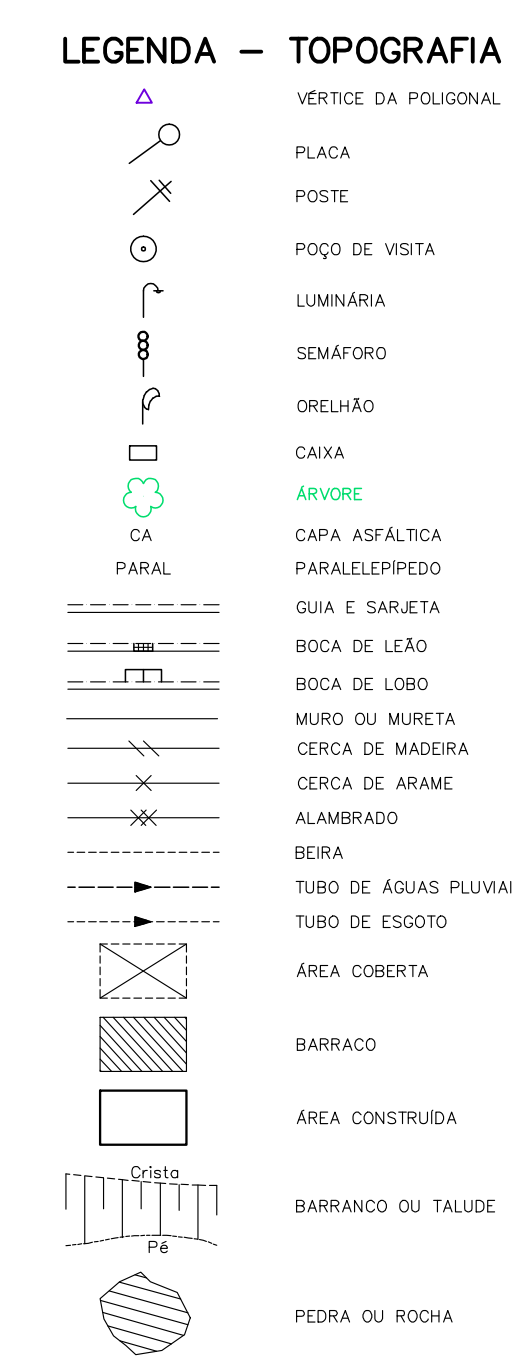 LEGENDA – TOPOGRAFIA
VÉRTICE DA POLIGONAL
PLACA
POSTE
POÇO DE VISITA
LUMINÁRIA
SEMÁFORO
ORELHÃO
CAIXA
ÁRVORE
CA CAPA ASFÁLTICA
PARAL PARALELEPÍPEDO
GUIA E SARJETA
BOCA DE LEÃO
BOCA DE LOBO
MURO OU MURETA
CERCA DE MADEIRA
CERCA DE ARAME
ALAMBRADO
BEIRA
TUBO DE ÁGUAS PLUVIAI
TUBO DE ESGOTO
ÁREA COBERTA
BARRACO
ÁREA CONSTRUÍDA
Crista
BARRANCO OU TALUDE
Pé
PEDRA OU ROCHA